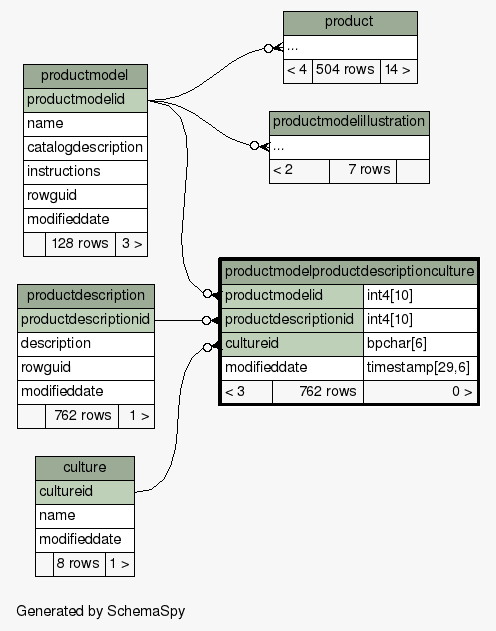 product
...
< 4 504 rows 14 >
productmodel
productmodelid
name
catalogdescription
instructions
rowguid
modifieddate
128 rows 3 >
productmodelillustration
...
< 2 7 rows
productmodelproductdescriptionculture
productmodelid int4[10]
productdescriptionid int4[10]
cultureid bpchar[6]
modifieddate timestamp[29,6]
< 3 762 rows 0 >
productdescription
productdescriptionid
description
rowguid
modifieddate
762 rows 1 >
culture
cultureid
name
modifieddate
8 rows 1 >
Generated by SchemaSpy